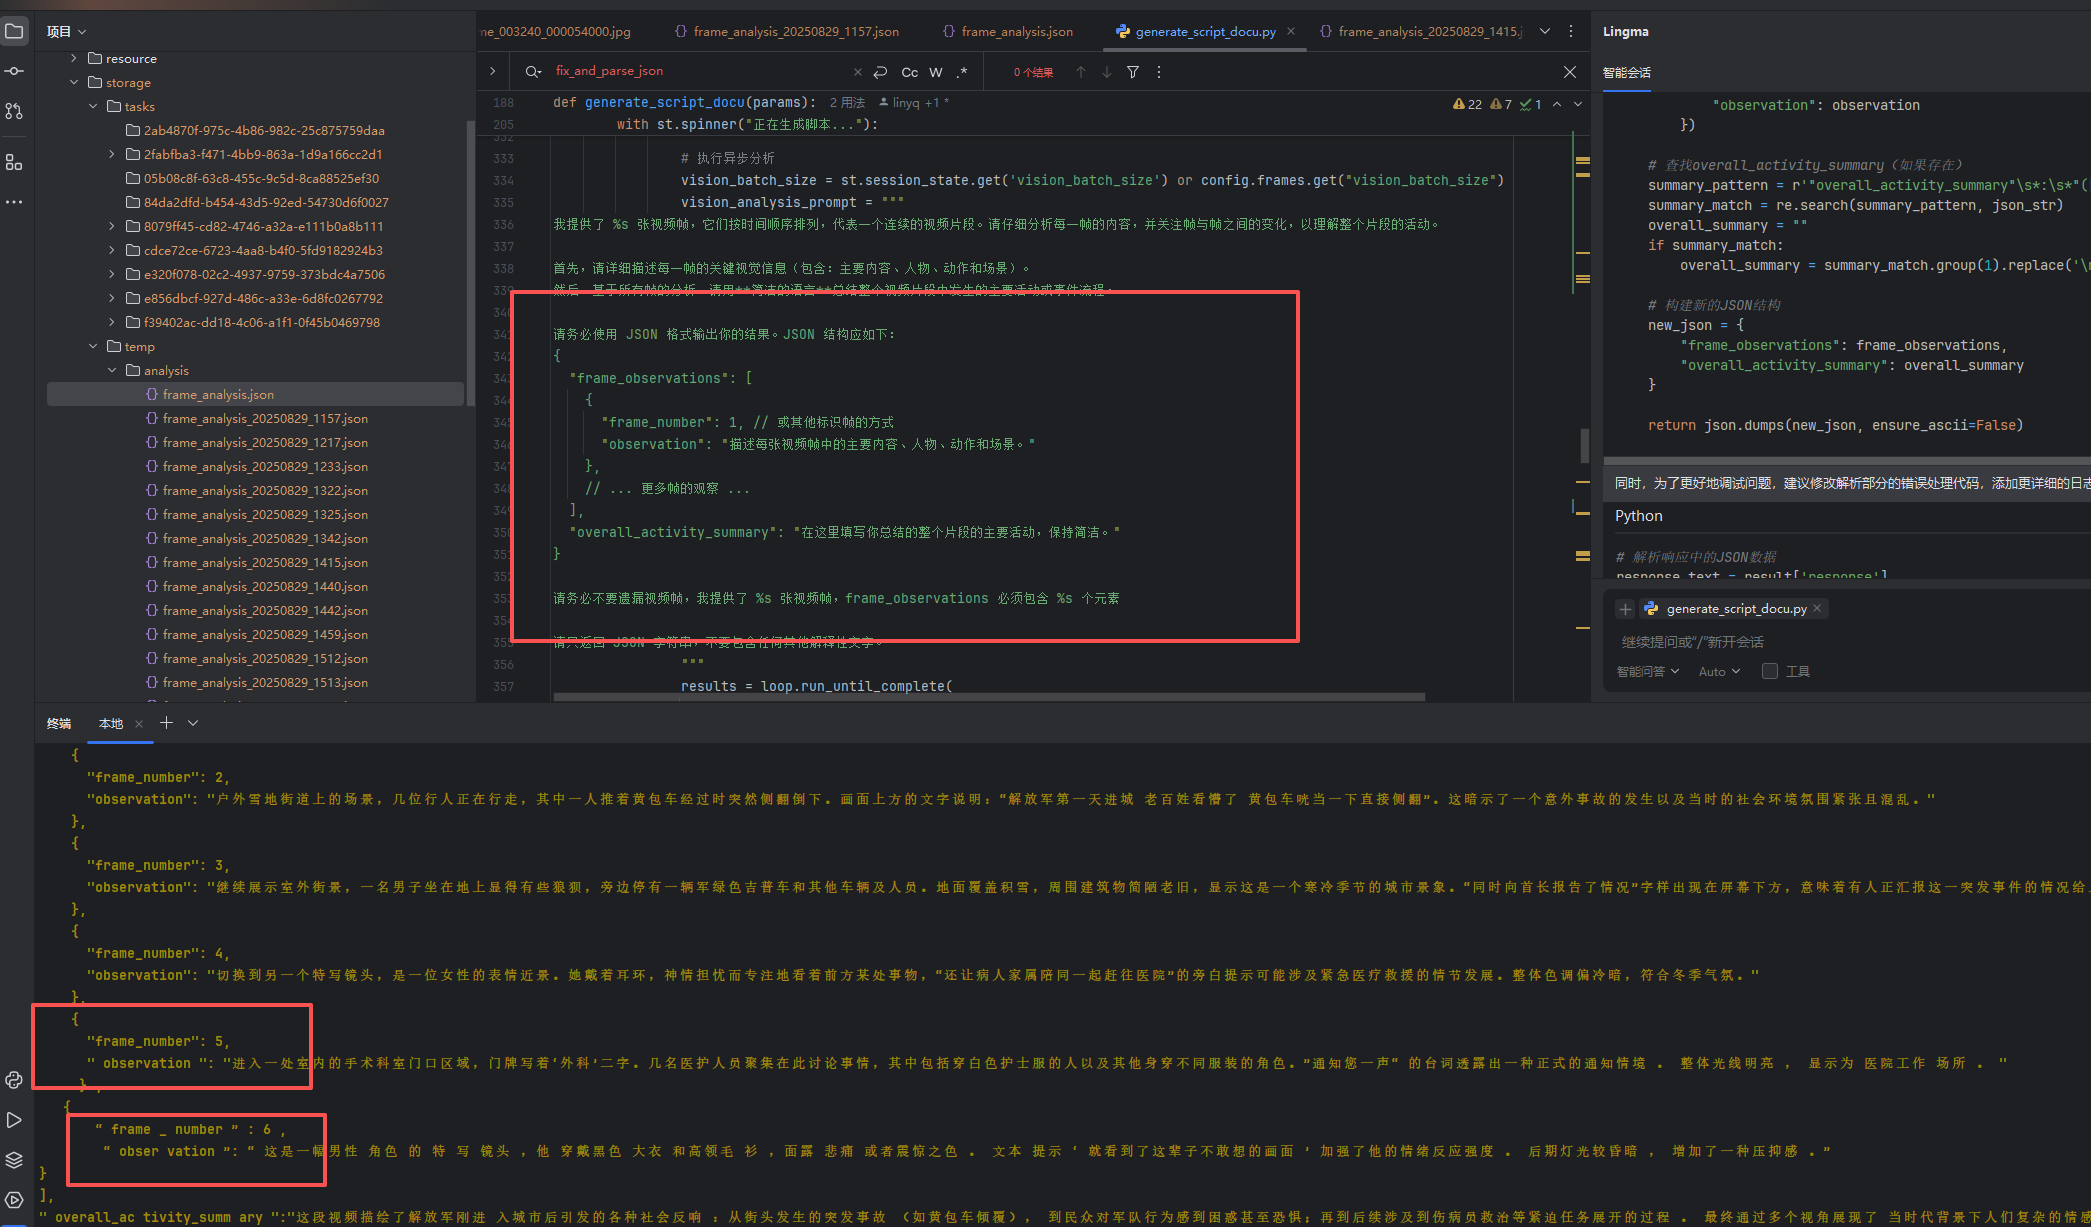 项目
resource
storage
tasks
2ab4870f-975c-4b86-982c-25c875759daa
2fabfba3-f471-4bb9-863a-1d9a166cc2d1
05b08c8f-63c8-455c-9c5d-8ca88525ef30
84da2dfd-b454-43d5-92ed-54730d6f0027
8079ff45-cd82-4746-a32a-e111b0a8b111
cdce72ce-6723-4aa8-b4f0-5fd9182924b3
e320f078-02c2-4937-9759-373bdc4a7506
e856dbcf-927d-486c-a33e-6d8fc0267792
f39402ac-dd18-4c06-a1f1-0f45b0469798
temp
analysis
frame_analysis.json
frame_analysis_20250829_1157.json
frame_analysis_20250829_1217.json
frame_analysis_20250829_1233.json
frame_analysis_20250829_1322.json
frame_analysis_20250829_1325.json
frame_analysis_20250829_1342.json
frame_analysis_20250829_1415.json
frame_analysis_20250829_1440.json
frame_analysis_20250829_1442.json
frame_analysis_20250829_1459.json
frame_analysis_20250829_1512.json
frame_analysis_20250829_1513.json
me_003240_000054000.jpg frame_analysis_20250829_1157.json frame_analysis.json generate_script_docu.py frame_analysis_20250829_1415.j
fix_and_parse_json Cc W .* 0 个结果
188 def generate_script_docu(params): 2 用法 linyq +1 * 22 7 1
205 with st.spinner("正在生成脚本..."):
332
333 # 执行异步分析
334 vision_batch_size = st.session_state.get('vision_batch_size') or config.frames.get("vision_batch_size")
335 vision_analysis_prompt = """
336 我提供了 %s 张视频帧，它们按时间顺序排列，代表一个连续的视频片段。请仔细分析每一帧的内容，并关注帧与帧之间的变化，以理解整个片段的活动。
337
338 首先，请详细描述每一帧的关键视觉信息（包含：主要内容、人物、动作和场景）。
339 然后，基于所有帧的分析，请用**简洁的语言**总结整个视频片段中发生的主要活动或事件流程。
请务必使用 JSON 格式输出你的结果。JSON 结构应如下：
{
"frame_observations": [
{
"frame_number": 1, // 或其他标识帧的方式
"observation": "描述每张视频帧中的主要内容、人物、动作和场景。"
},
// ... 更多帧的观察 ...
],
"overall_activity_summary": "在这里填写你总结的整个片段的主要活动，保持简洁。"
}
请务必不要遗漏视频帧，我提供了 %s 张视频帧，frame_observations 必须包含 %s 个元素
355 请只返回 JSON 字符串，不要包含任何其他解释性文字。
356 """
357 results = loop.run_until_complete(
Lingma
智能会话
"observation": observation
})
# 查找overall_activity_summary（如果存在）
summary_pattern = r'"overall_activity_summary"\s*:\s*"(
summary_match = re.search(summary_pattern, json_str)
overall_summary = ""
if summary_match:
overall_summary = summary_match.group(1).replace('\
# 构建新的JSON结构
new_json = {
"frame_observations": frame_observations,
"overall_activity_summary": overall_summary
}
return json.dumps(new_json, ensure_ascii=False)
同时，为了更好地调试问题，建议修改解析部分的错误处理代码，添加更详细的日志
Python
# 解析响应中的JSON数据
response_text = result['response']
generate_script_docu.py
继续提问或“/”新开会话
智能问答 Auto 工具
终端 本地
{
"frame_number": 2,
"observation": "户外雪地街道上的场景，几位行人正在行走，其中一人推着黄包车经过时突然侧翻倒下。画面上方的文字说明：“解放军第一天进城 老百姓看懵了 黄包车咣当一下直接侧翻”。这暗示了一个意外事故的发生以及当时的社会环境氛围紧张且混乱。"
},
{
"frame_number": 3,
"observation": "继续展示室外街景，一名男子坐在地上显得有些狼狈，旁边停有一辆军绿色吉普车和其他车辆及人员。地面覆盖积雪，周围建筑物简陋老旧，显示这是一个寒冷季节的城市景象。“同时向首长报告了情况”字样出现在屏幕下方，意味着有人正汇报这一突发事件的情况给
},
{
"frame_number": 4,
"observation": "切换到另一个特写镜头，是一位女性的表情近景。她戴着耳环，神情担忧而专注地看着前方某处事物，“还让病人家属陪同一起赶往医院”的旁白提示可能涉及紧急医疗救援的情节发展。整体色调偏冷暗，符合冬季气氛。"
},
{
"frame_number": 5,
" observation ": "进入一处室内的手术科室门口区域，门牌写着‘外科’二字。几名医护人员聚集在此讨论事情，其中包括穿白色护士服的人以及其他身穿不同服装的角色。”通知您一声“ 的台词透露出一种正式的通知情境 。 整体光线明亮 ， 显示为 医院工作 场所 。 "
},
{
“ frame _ number ” : 6 ,
“ obser vation ”: “ 这是一幅男性 角色 的 特 写 镜头 ，他 穿戴黑色 大衣 和高领毛 衫 ，面露 悲痛 或者震惊之色 。 文本 提示 ‘ 就看到了这辈子不敢想的画面 ’ 加强了他的情绪反应强度 。 后期灯光较昏暗 ， 增加了一种压抑感 。”
}
],
" overall_ac tivity_summ ary ":"这段视频描绘了解放军刚进 入城市后引发的各种社会反响 ：从街头发生的突发事故 （如黄包车倾覆）， 到民众对军队行为感到困惑甚至恐惧；再到后续涉及到伤病员救治等紧迫任务展开的过程 。 最终通过多个视角展现了 当时代背景下人们复杂的情感